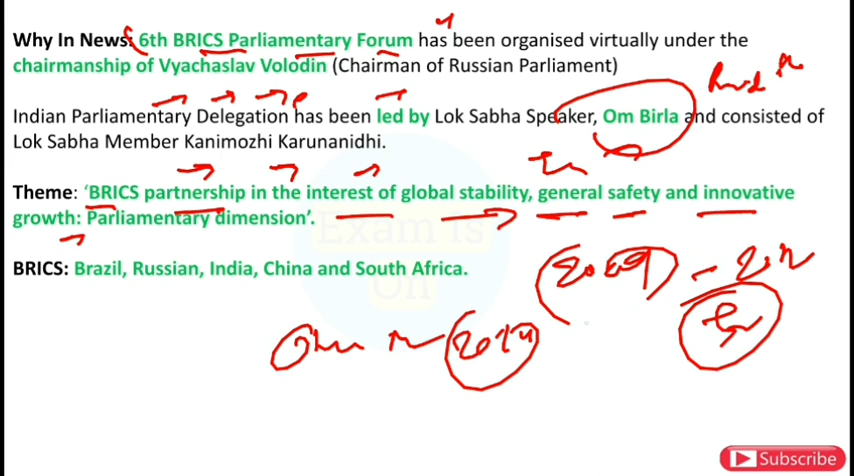 Why In News: 6th BRICS Parliamentary Forum has been organised virtually under the
chairmanship of Vyachaslav Volodin (Chairman of Russian Parliament)
Indian Parliamentary Delegation has been led by Lok Sabha Speaker, Om Birla and consisted of
Lok Sabha Member Kanimozhi Karunanidhi.
Theme: ‘BRICS partnership in the interest of global stability, general safety and innovative
growth: Parliamentary dimension’.
BRICS: Brazil, Russian, India, China and South Africa.
Exam is
On
Subscribe